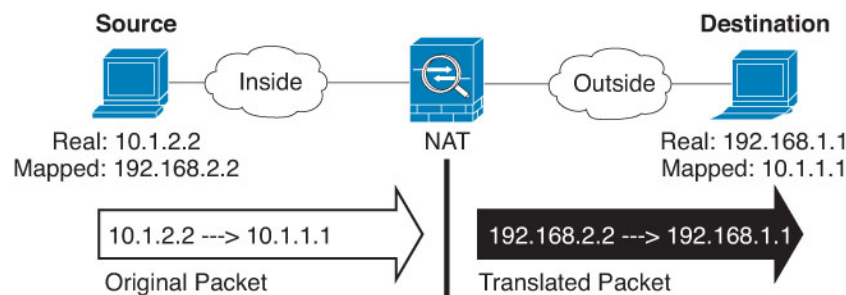 Source
Destination
Inside
Outside
Real: 10.1.2.2
Mapped: 192.168.2.2
NAT
Real: 192.168.1.1
Mapped: 10.1.1.1
10.1.2.2 ---> 10.1.1.1
192.168.2.2 ---> 192.168.1.1
Original Packet
Translated Packet